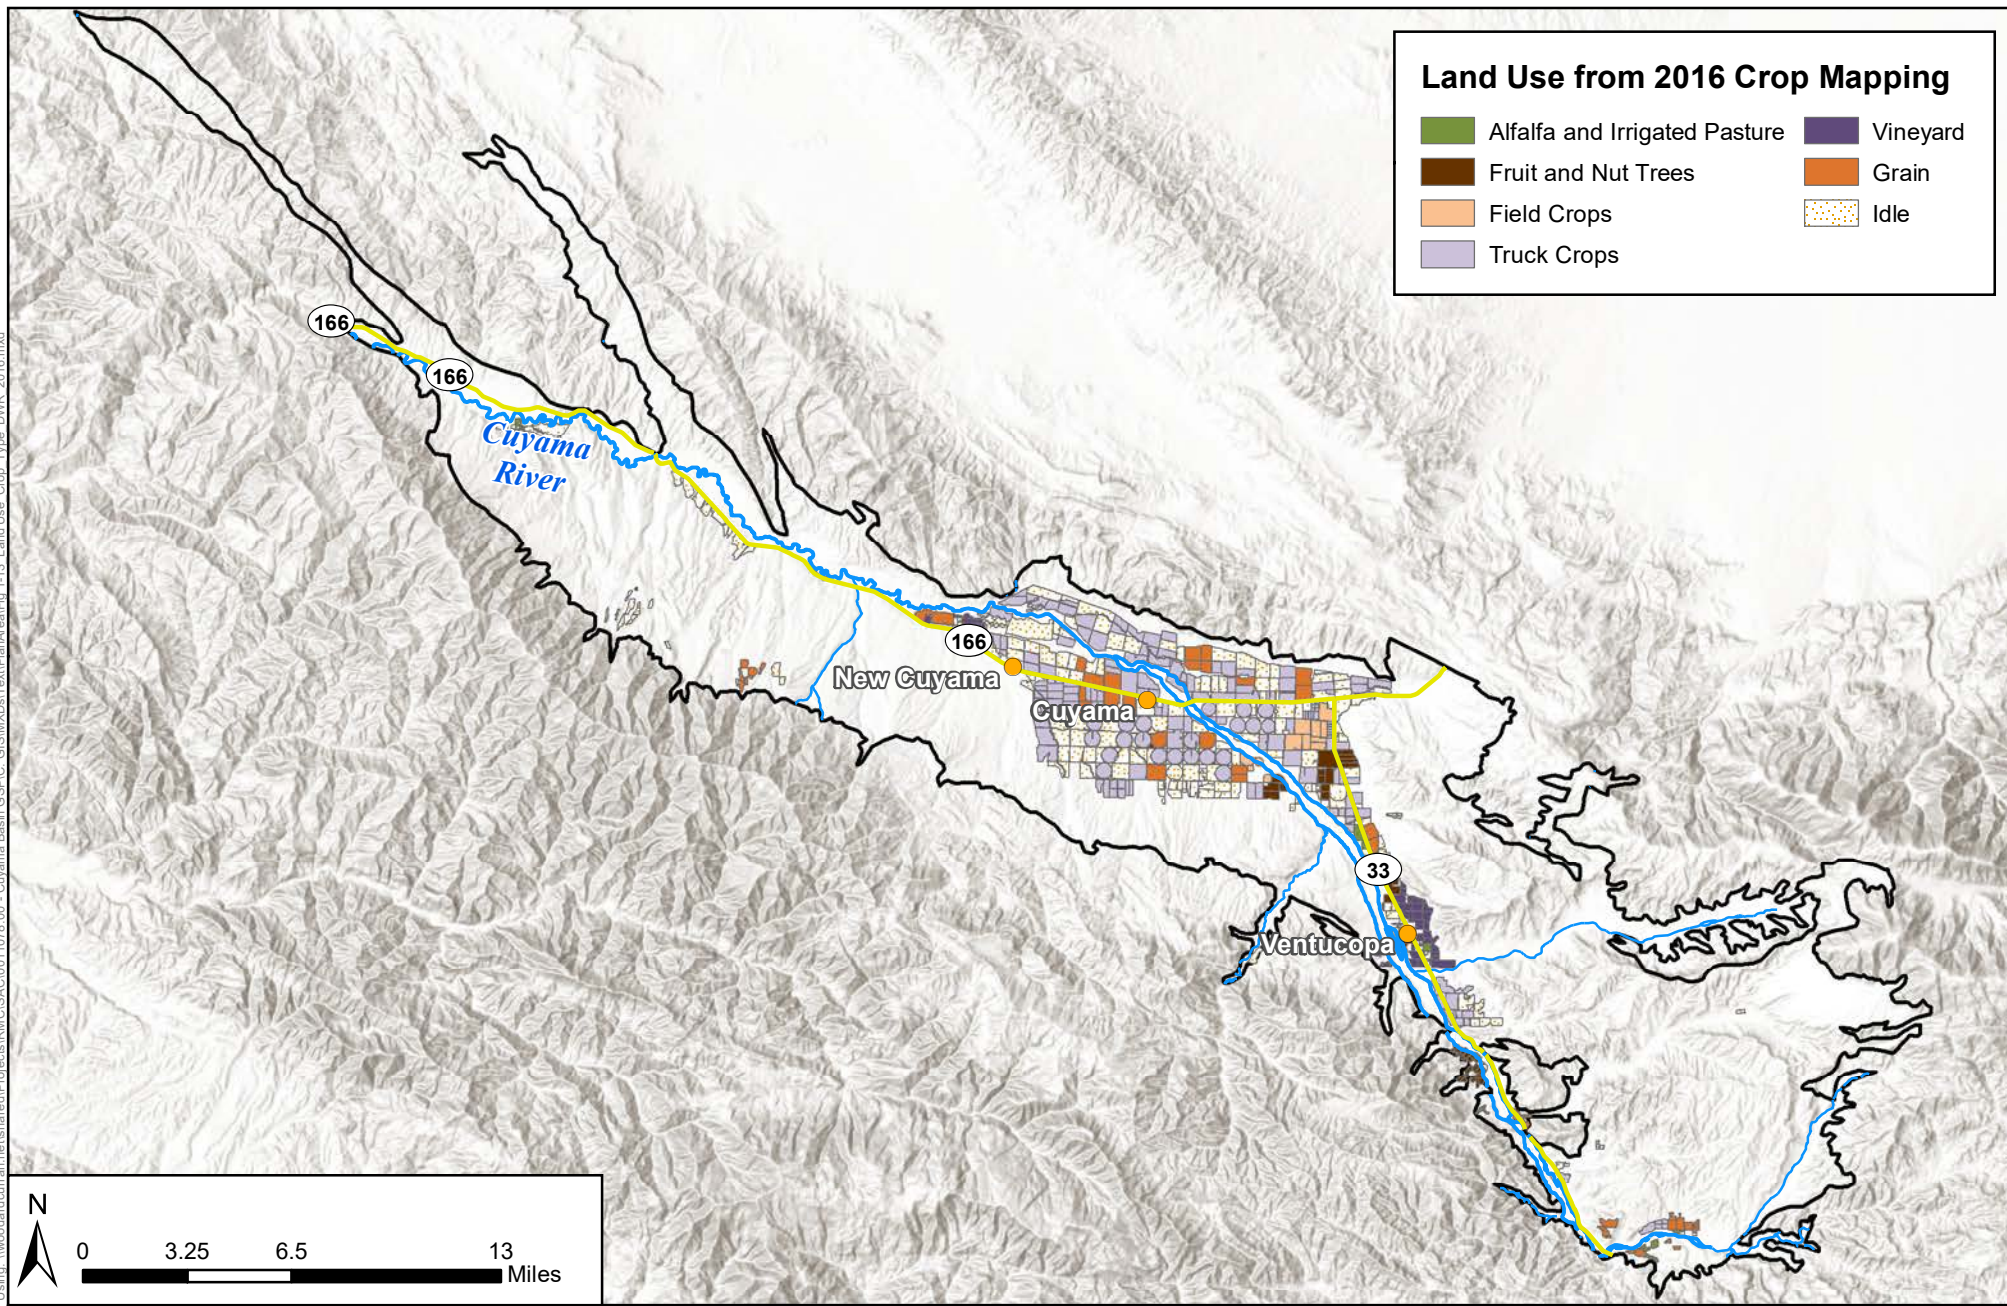 Land Use from 2016 Crop Mapping
Alfalfa and Irrigated Pasture
Vineyard
Fruit and Nut Trees
Grain
Field Crops
Idle
Truck Crops
166
166
Cuyama
River
166
New Cuyama
Cuyama
33
Ventucopa
N
0 3.25 6.5 13
Miles